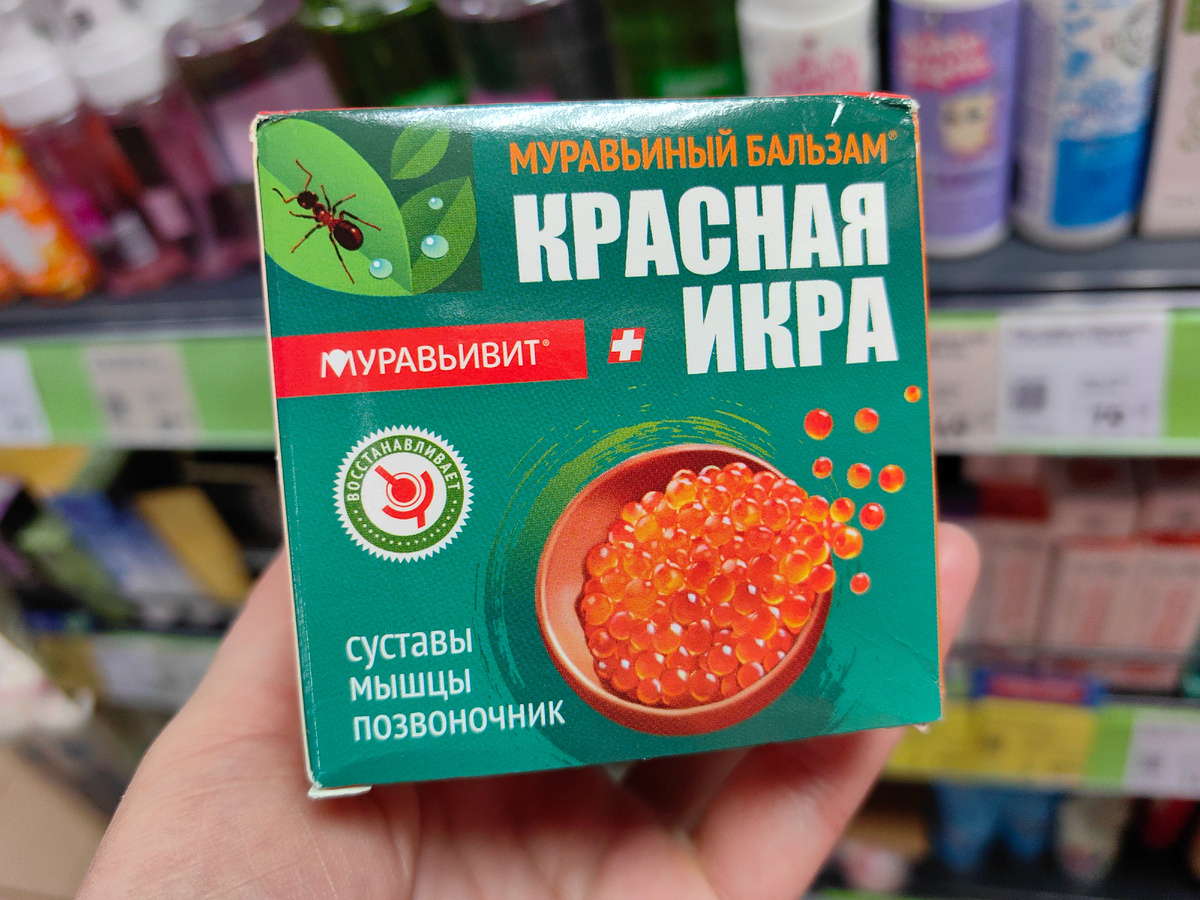 МУРАВЬИНЫЙ БАЛЬЗАМ®
КРАСНАЯ
ИКРА
МУРАВЬИВИТ®
ВОССТАНАВЛИВАЕТ
суставы
мышцы
позвоночник